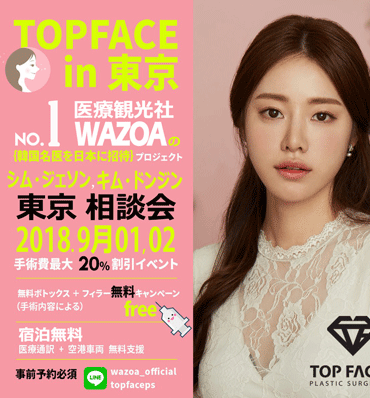 TOPFACE
in 東京
NO.1 医療観光社
WAZOAの
[韓国名医を日本に招待] プロジェクト
シム・ジェソン, キム・ドンジン
東京 相談会
2018.9月01,02
手術費最大 20%割引イベント
無料ボトックス + フィラー無料キャンペーン
(手術内容による) free
宿泊無料
医療通訳 + 空港車両 無料支援
事前予約必須 LINE wazoa_official
topfaceps
TOP FAC
PLASTIC SURG